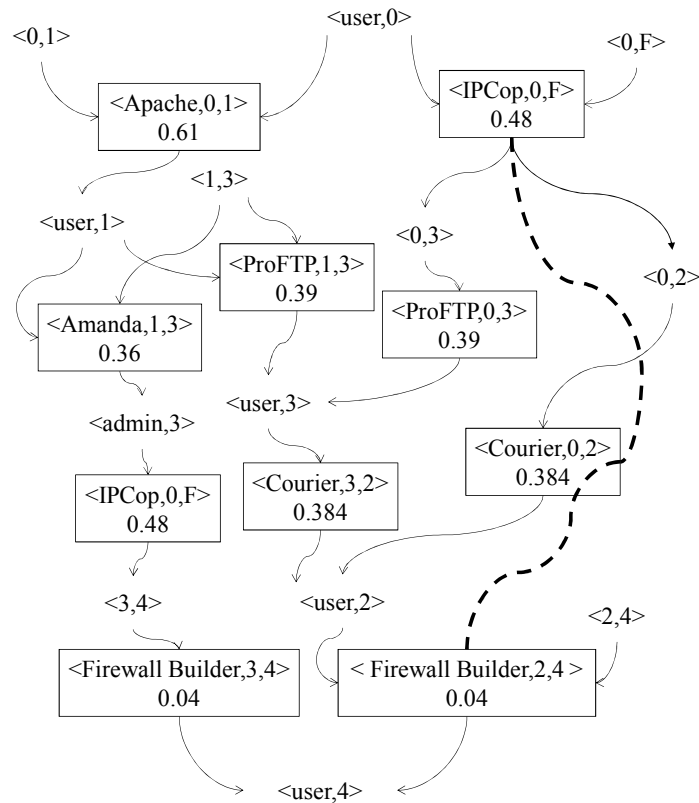 <user,0>
<0,1>
<0,F>
<Apache,0,1>
0.61
<IPCop,0,F>
0.48
<1,3>
<user,1>
<0,3>
<ProFTP,1,3>
0.39
<0,2>
<Amanda,1,3>
0.36
<ProFTP,0,3>
0.39
<user,3>
<admin,3>
<Courier,0,2>
0.384
<IPCop,0,F>
0.48
<Courier,3,2>
0.384
<3,4>
<user,2>
<2,4>
<Firewall Builder,3,4>
0.04
< Firewall Builder,2,4 >
0.04
<user,4>